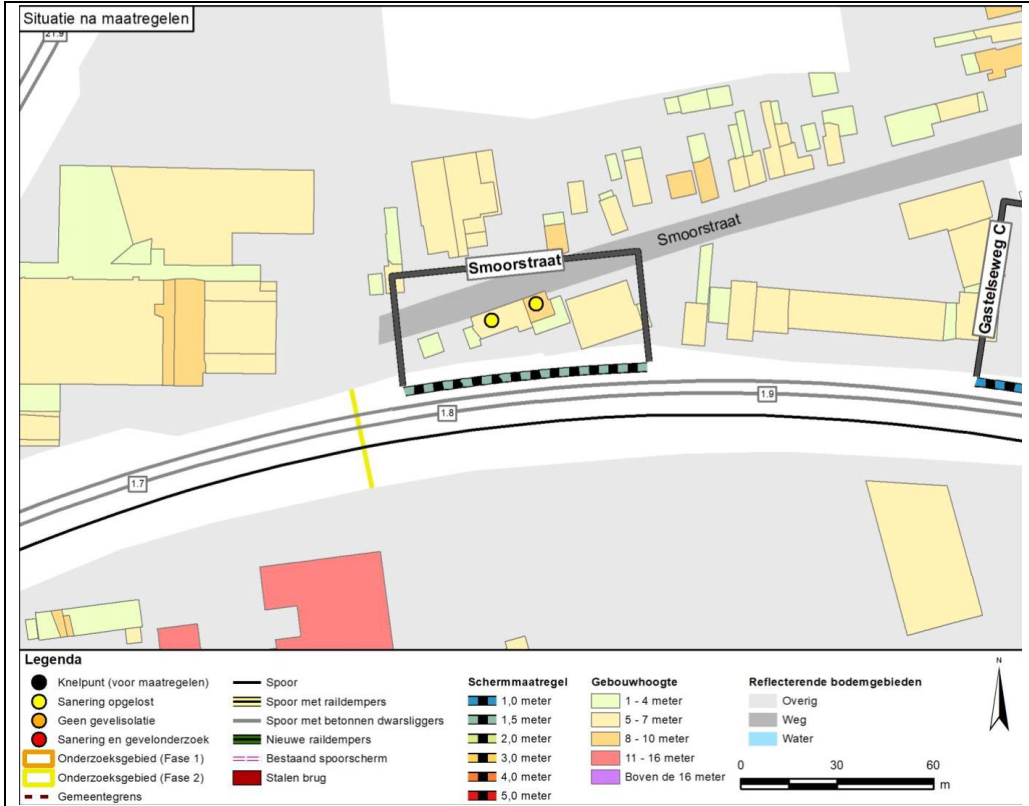 Situatie na maatregelen
21.9
Smoorstraat
Smoorstraat
Gastelseweg C
1.9
1.8
1.7
Legenda
Knelpunt (voor maatregelen)
Sanering opgelost
Geen gevelisolatie
Sanering en gevelonderzoek
Onderzoeksgebied (Fase 1)
Onderzoeksgebied (Fase 2)
Gemeentegrens
Spoor
Spoor met raildempers
Spoor met betonnen dwarsliggers
Nieuwe raildempers
Bestaand spoorscherm
Stalen brug
Schermmaatregel
1,0 meter
1,5 meter
2,0 meter
3,0 meter
4,0 meter
5,0 meter
Gebouwhoogte
1 - 4 meter
5 - 7 meter
8 - 10 meter
11 - 16 meter
Boven de 16 meter
Reflecterende bodemgebieden
Overig
Weg
Water
N
0 30 60
m